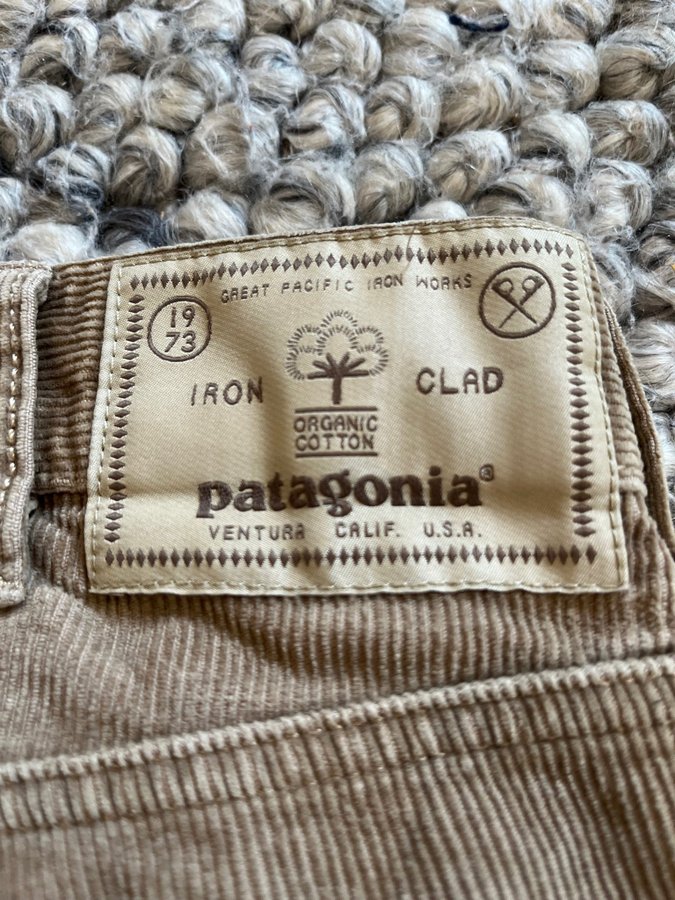 GREAT PACIFIC IRON WORKS
19
73
IRON CLAD
ORGANIC
COTTON
patagonia®
VENTURA CALIF. U.S.A.